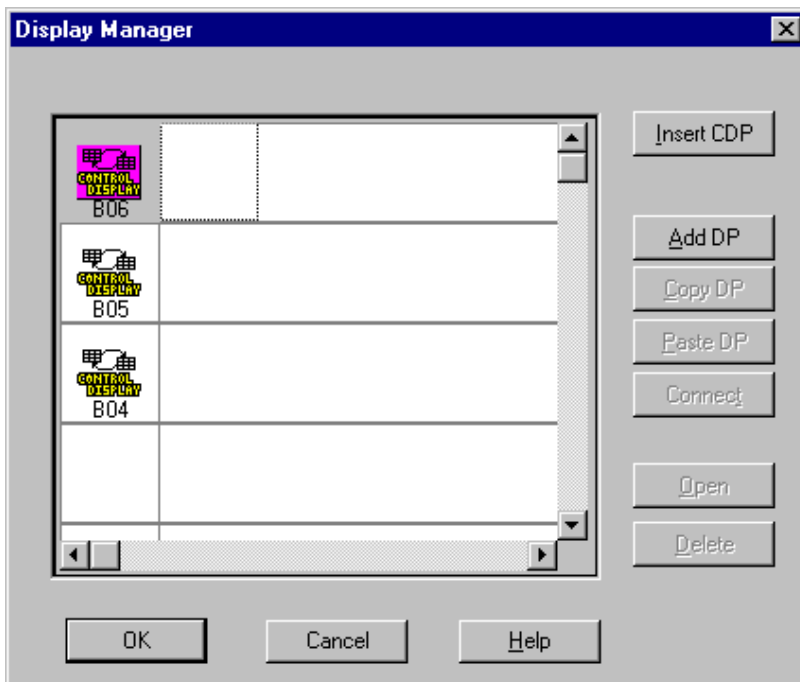 Display Manager
CONTROL
DISPLAY
B06
CONTROL
DISPLAY
B05
CONTROL
DISPLAY
B04
Insert CDP
Add DP
Copy DP
Paste DP
Connect
Open
Delete
OK
Cancel
Help